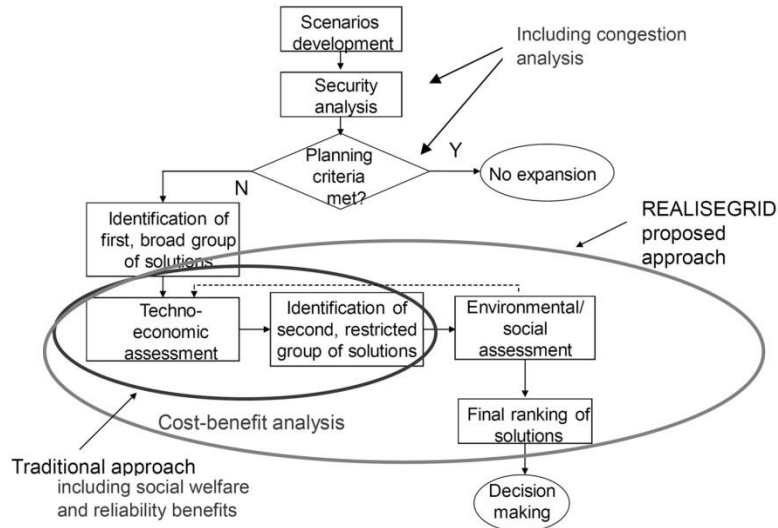 Scenarios
development
Including congestion
analysis
Security
analysis
Planning
criteria
met?
Y
N
No expansion
Identification of
first, broad group
of solutions
REALISEGRID
proposed
approach
Techno-
economic
assessment
Identification of
second, restricted
group of solutions
Environmental/
social
assessment
Cost-benefit analysis
Final ranking of
solutions
Traditional approach
including social welfare
and reliability benefits
Decision
making